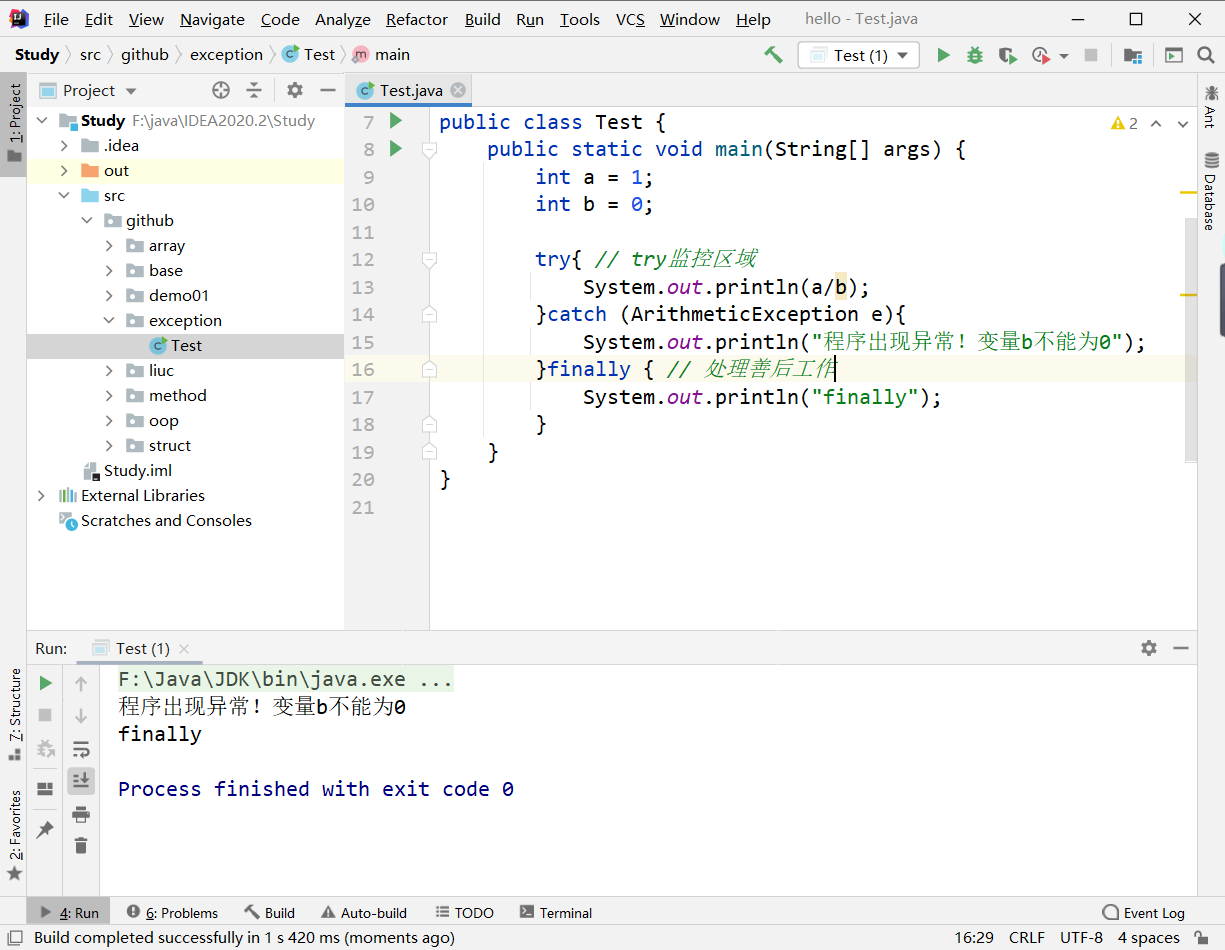 File Edit View Navigate Code Analyze Refactor Build Run Tools VCS Window Help hello - Test.java
Study src github exception Test main Test (1)
1: Project
Project
Test.java
Study F:\java\IDEA2020.2\Study
.idea
out
src
github
array
base
demo01
exception
Test
liuc
method
oop
struct
Study.iml
External Libraries
Scratches and Consoles
7 public class Test {
8 public static void main(String[] args) {
9 int a = 1;
10 int b = 0;
11
12 try{ // try监控区域
13 System.out.println(a/b);
14 }catch (ArithmeticException e){
15 System.out.println("程序出现异常！变量b不能为0");
16 }finally { // 处理善后工作
17 System.out.println("finally");
18 }
19 }
20 }
21
2
Ant
Database
Run: Test (1)
F:\Java\JDK\bin\java.exe ...
程序出现异常！变量b不能为0
finally
Process finished with exit code 0
Z: Structure
2: Favorites
4: Run 6: Problems Build Auto-build TODO Terminal Event Log
Build completed successfully in 1 s 420 ms (moments ago) 16:29 CRLF UTF-8 4 spaces